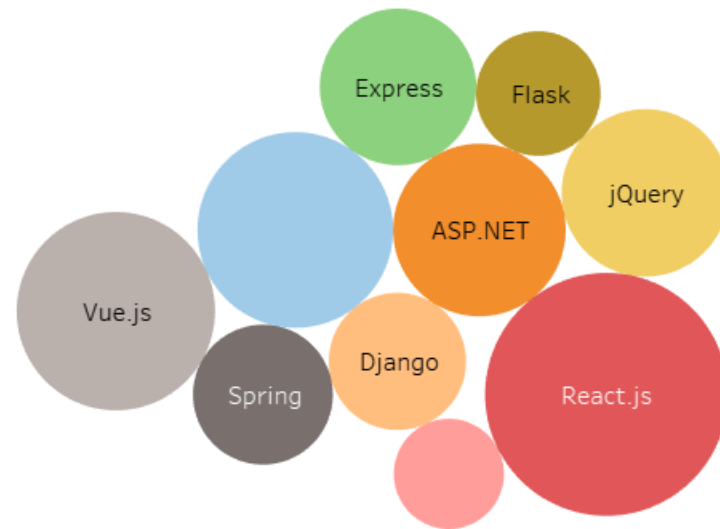 Express
Flask
jQuery
ASP.NET
Vue.js
Django
Spring
React.js